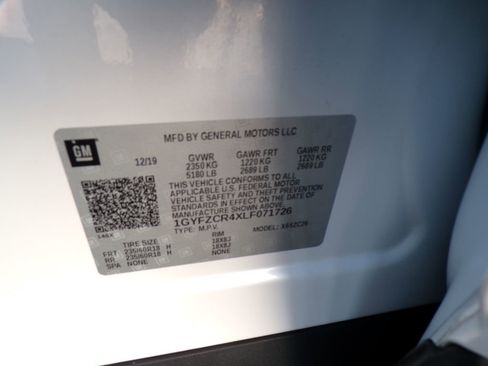 GM
MFD BY GENERAL MOTORS LLC
12/19 GVWR GAWR FRT GAWR RR
2350 KG 1220 KG 1220 KG
5180 LB 2689 LB 2689 LB
THIS VEHICLE CONFORMS TO ALL
APPLICABLE U.S. FEDERAL MOTOR
VEHICLE SAFETY AND THEFT PREVENTION
STANDARDS IN EFFECT ON THE DATE OF
MANUFACTURE SHOWN ABOVE.
1GYFZCR4XLF071726
TYPE: M.P.V. MODEL:
TIRE SIZE RIM
FRT 235/60R18 H 18X8J
RR 235/60R18 H 18X8J
SPA NONE NONE